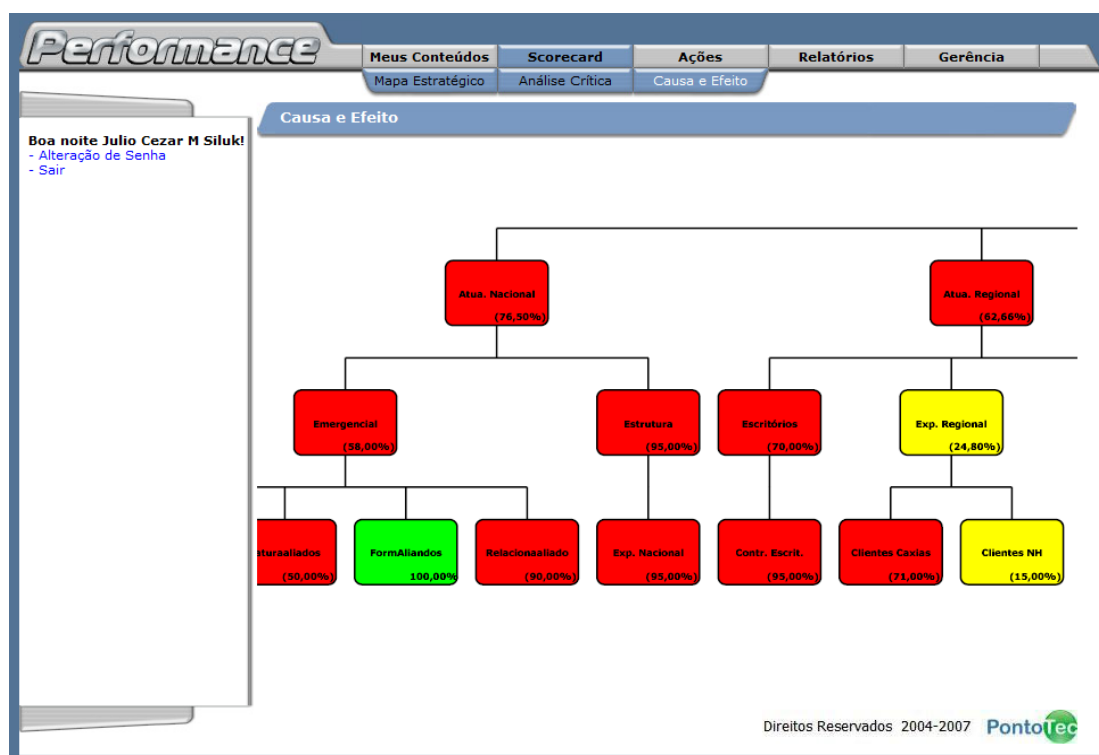 Performance
Meus Conteúdos Scorecard Ações Relatórios Gerência
Mapa Estratégico Análise Crítica Causa e Efeito
Causa e Efeito
Boa noite Julio Cezar M Siluk!
- Alteração de Senha
- Sair
Atua. Nacional
(76,50%)
Atua. Regional
(62,66%)
Emergencial
(58,00%)
Estrutura
(95,00%)
Escritórios
(70,00%)
Exp. Regional
(24,80%)
aturaaliados
(50,00%)
FormAliandos
100,00%
Relacionaaliado
(90,00%)
Exp. Nacional
(95,00%)
Contr. Escrit.
(95,00%)
Clientes Caxias
(71,00%)
Clientes NH
(15,00%)
Direitos Reservados 2004-2007 PontoTec